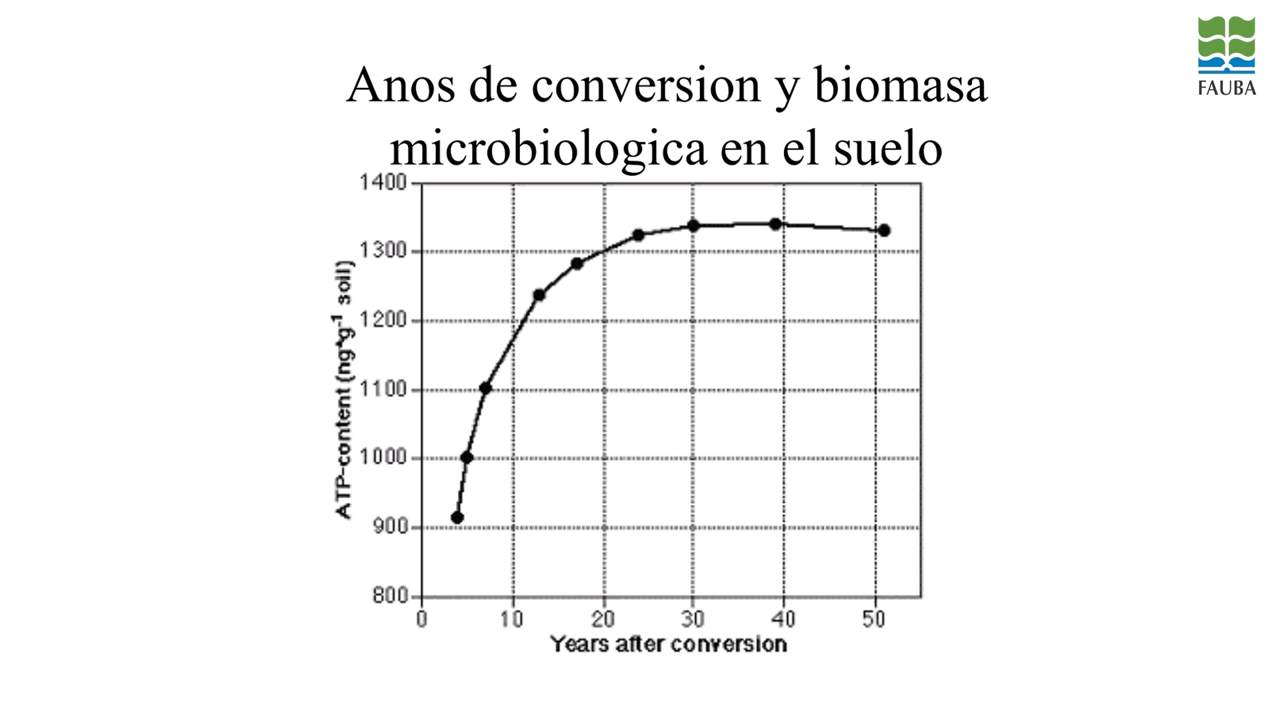 FAUBA
Anos de conversion y biomasa
microbiologica en el suelo
1400
1300
1200
1100
1000
900
800
ATP-content (ng*g-1 soil)
0 10 20 30 40 50
Years after conversion